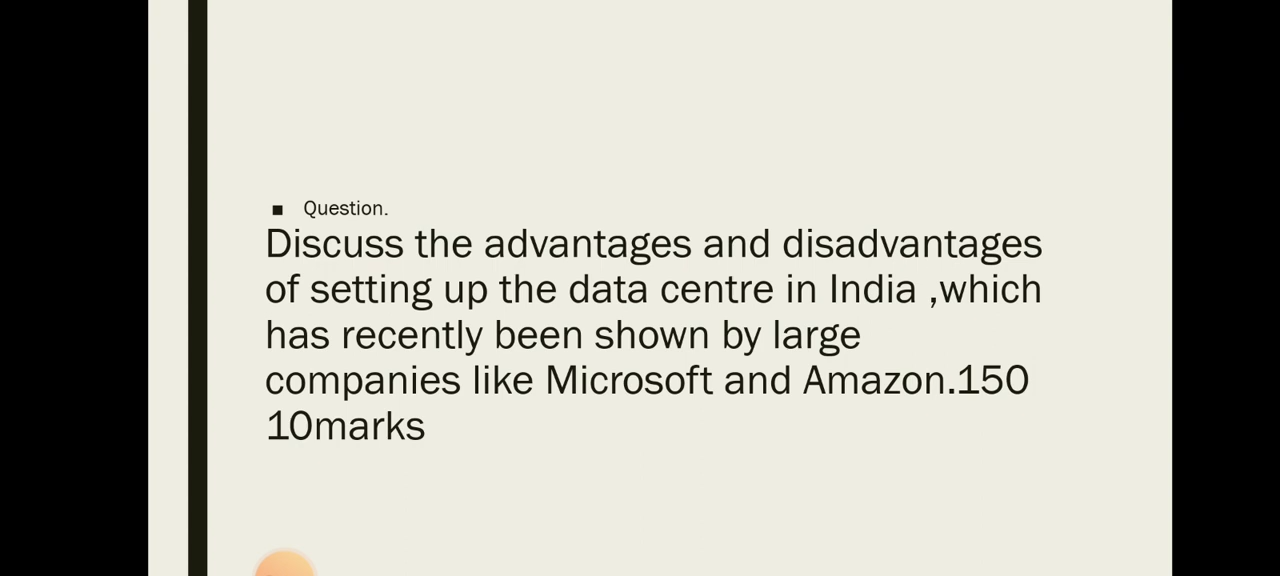 Question.
Discuss the advantages and disadvantages
of setting up the data centre in India ,which
has recently been shown by large
companies like Microsoft and Amazon.150
10marks